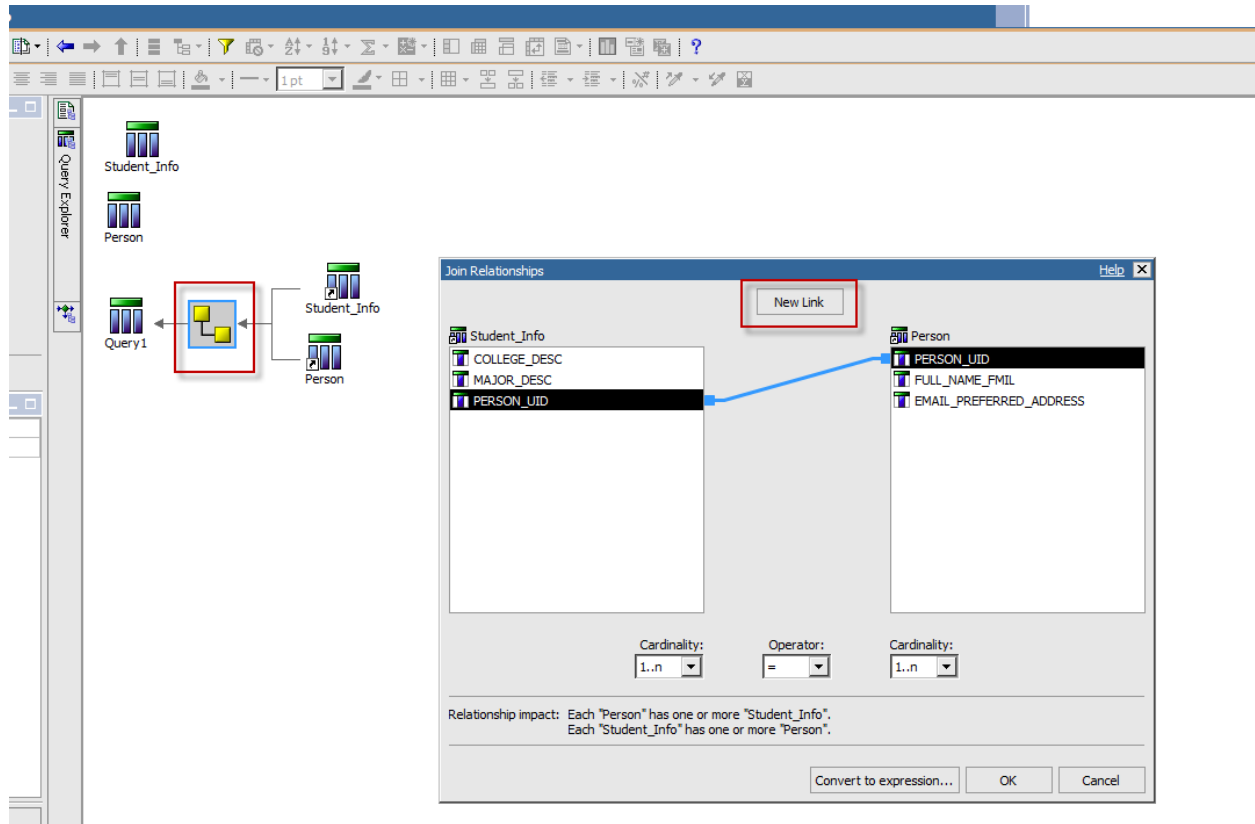 ?
1 pt
Query Explorer
Student_Info
Person
Query1
Student_Info
Person
Join Relationships
Help
New Link
Student_Info
COLLEGE_DESC
MAJOR_DESC
PERSON_UID
Person
PERSON_UID
FULL_NAME_FMIL
EMAIL_PREFERRED_ADDRESS
Cardinality:
Operator:
Cardinality:
1..n
=
1..n
Relationship impact: Each "Person" has one or more "Student_Info".
Each "Student_Info" has one or more "Person".
Convert to expression...
OK
Cancel